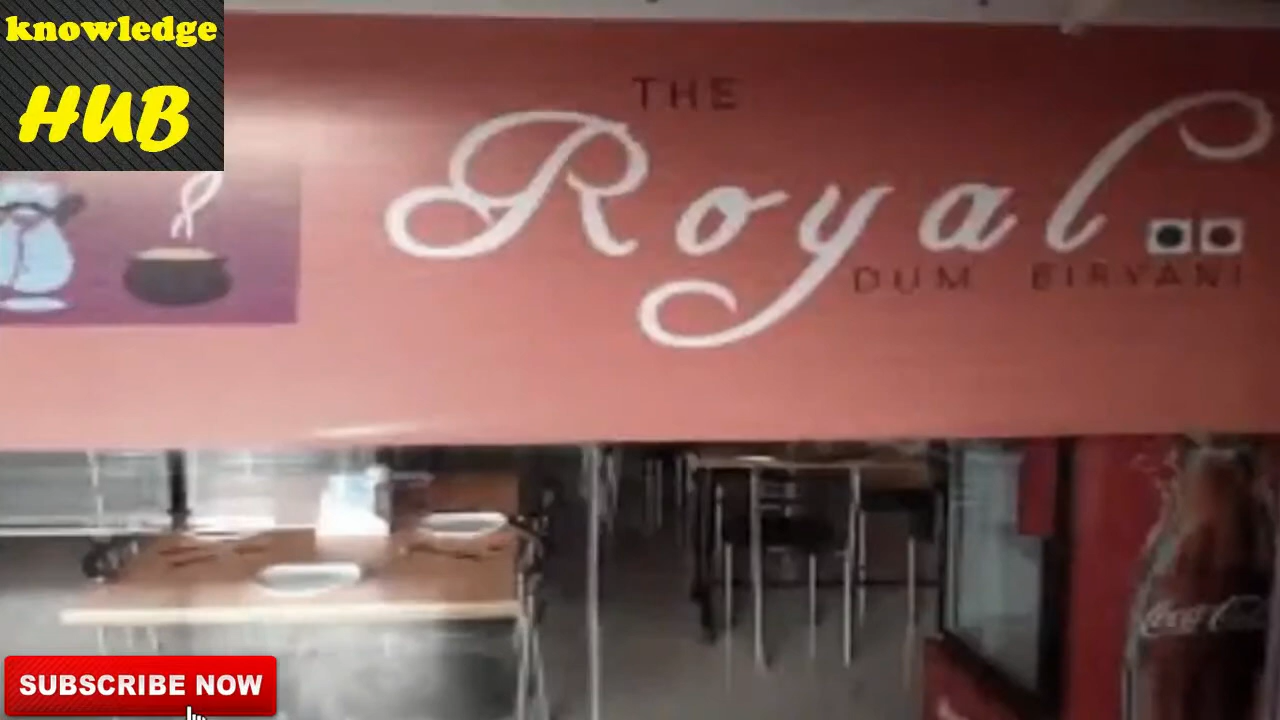 knowledge
HUB
THE
Royal
DUM BIRYANI
Coca-Cola
SUBSCRIBE NOW